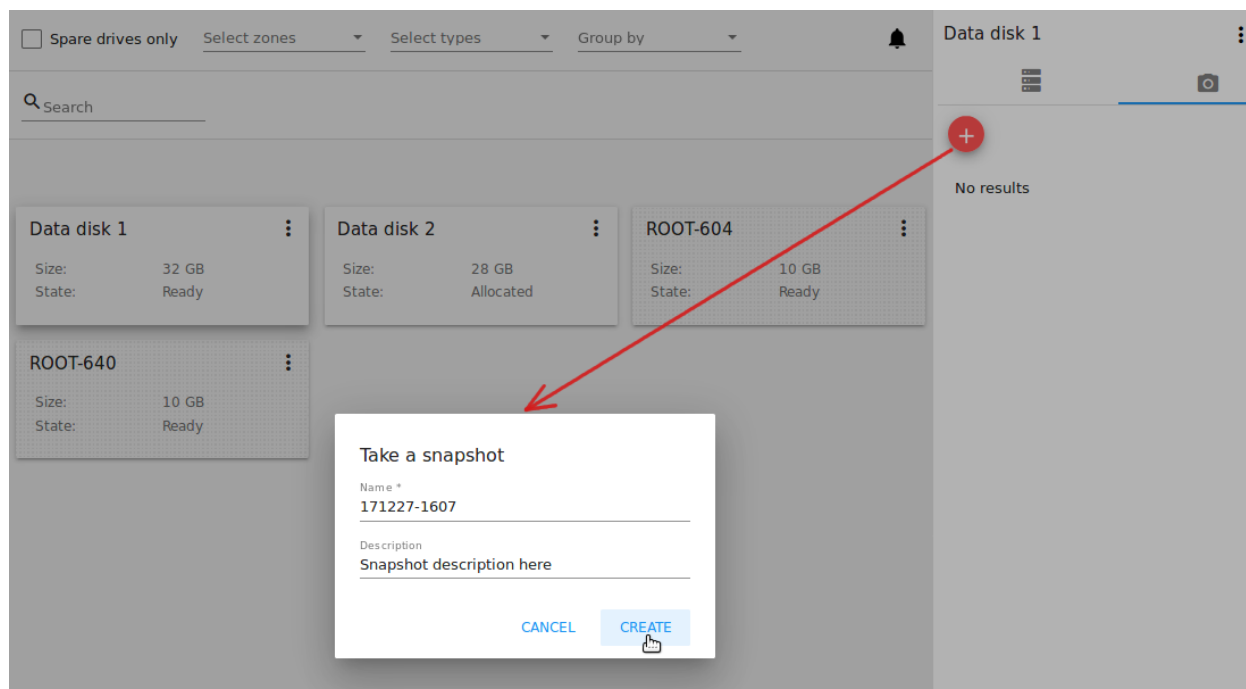 Spare drives only Select zones Select types Group by
Search
Data disk 1
Size: 32 GB
State: Ready
Data disk 2
Size: 28 GB
State: Allocated
ROOT-604
Size: 10 GB
State: Ready
ROOT-640
Size: 10 GB
State: Ready
Data disk 1
No results
Take a snapshot
Name *
171227-1607
Description
Snapshot description here
CANCEL CREATE